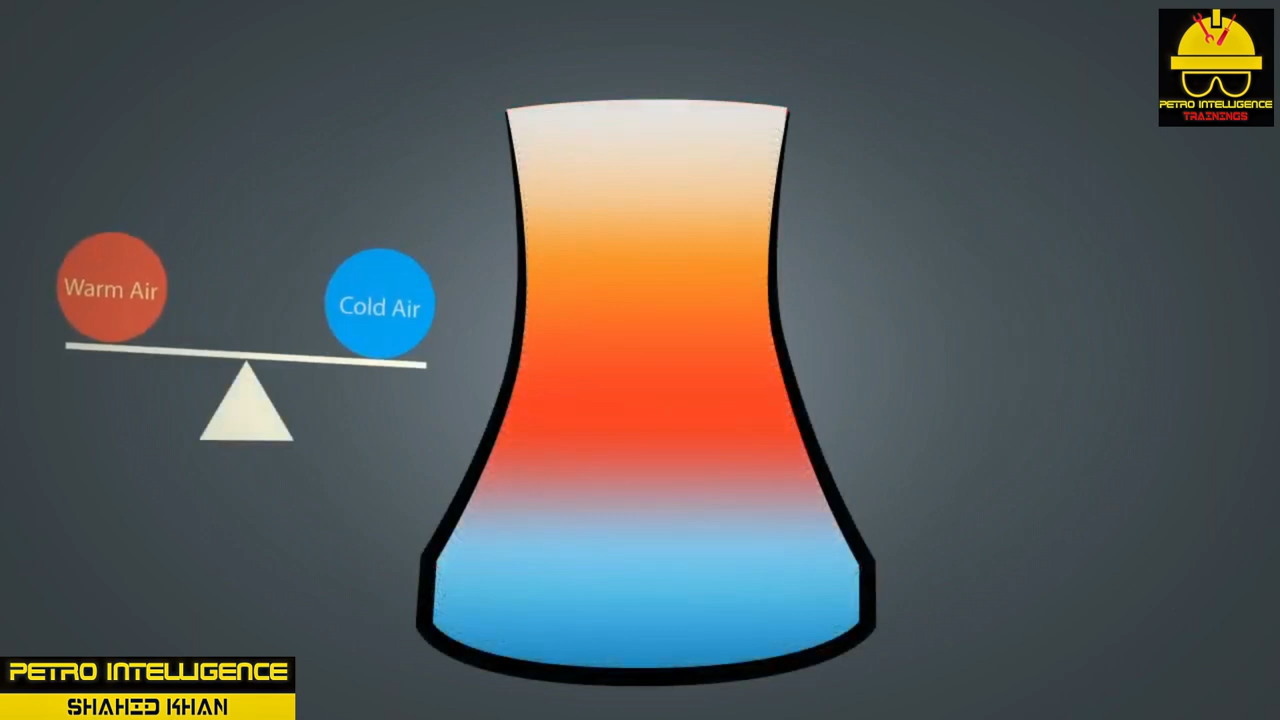 PETRO INTELLIGENCE
TRAININGS
Warm Air
Cold Air
PETRO INTELLIGENCE
SHAHID KHAN